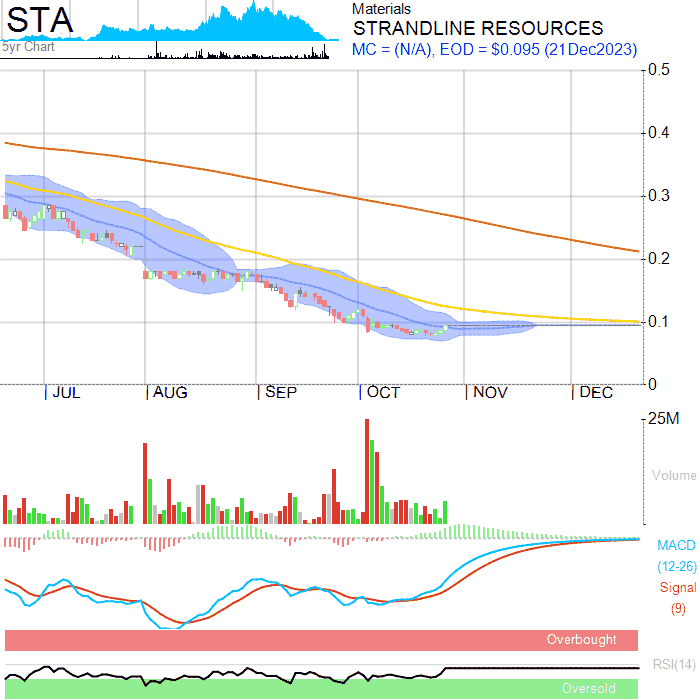 STA
5yr Chart
Materials
STRANDLINE RESOURCES
MC = (N/A), EOD = $0.095 (21Dec2023)
0.5
0.4
0.3
0.2
0.1
0
JUL AUG SEP OCT NOV DEC
25M
Volume
MACD
(12-26)
Signal
(9)
Overbought
RSI(14)
Oversold